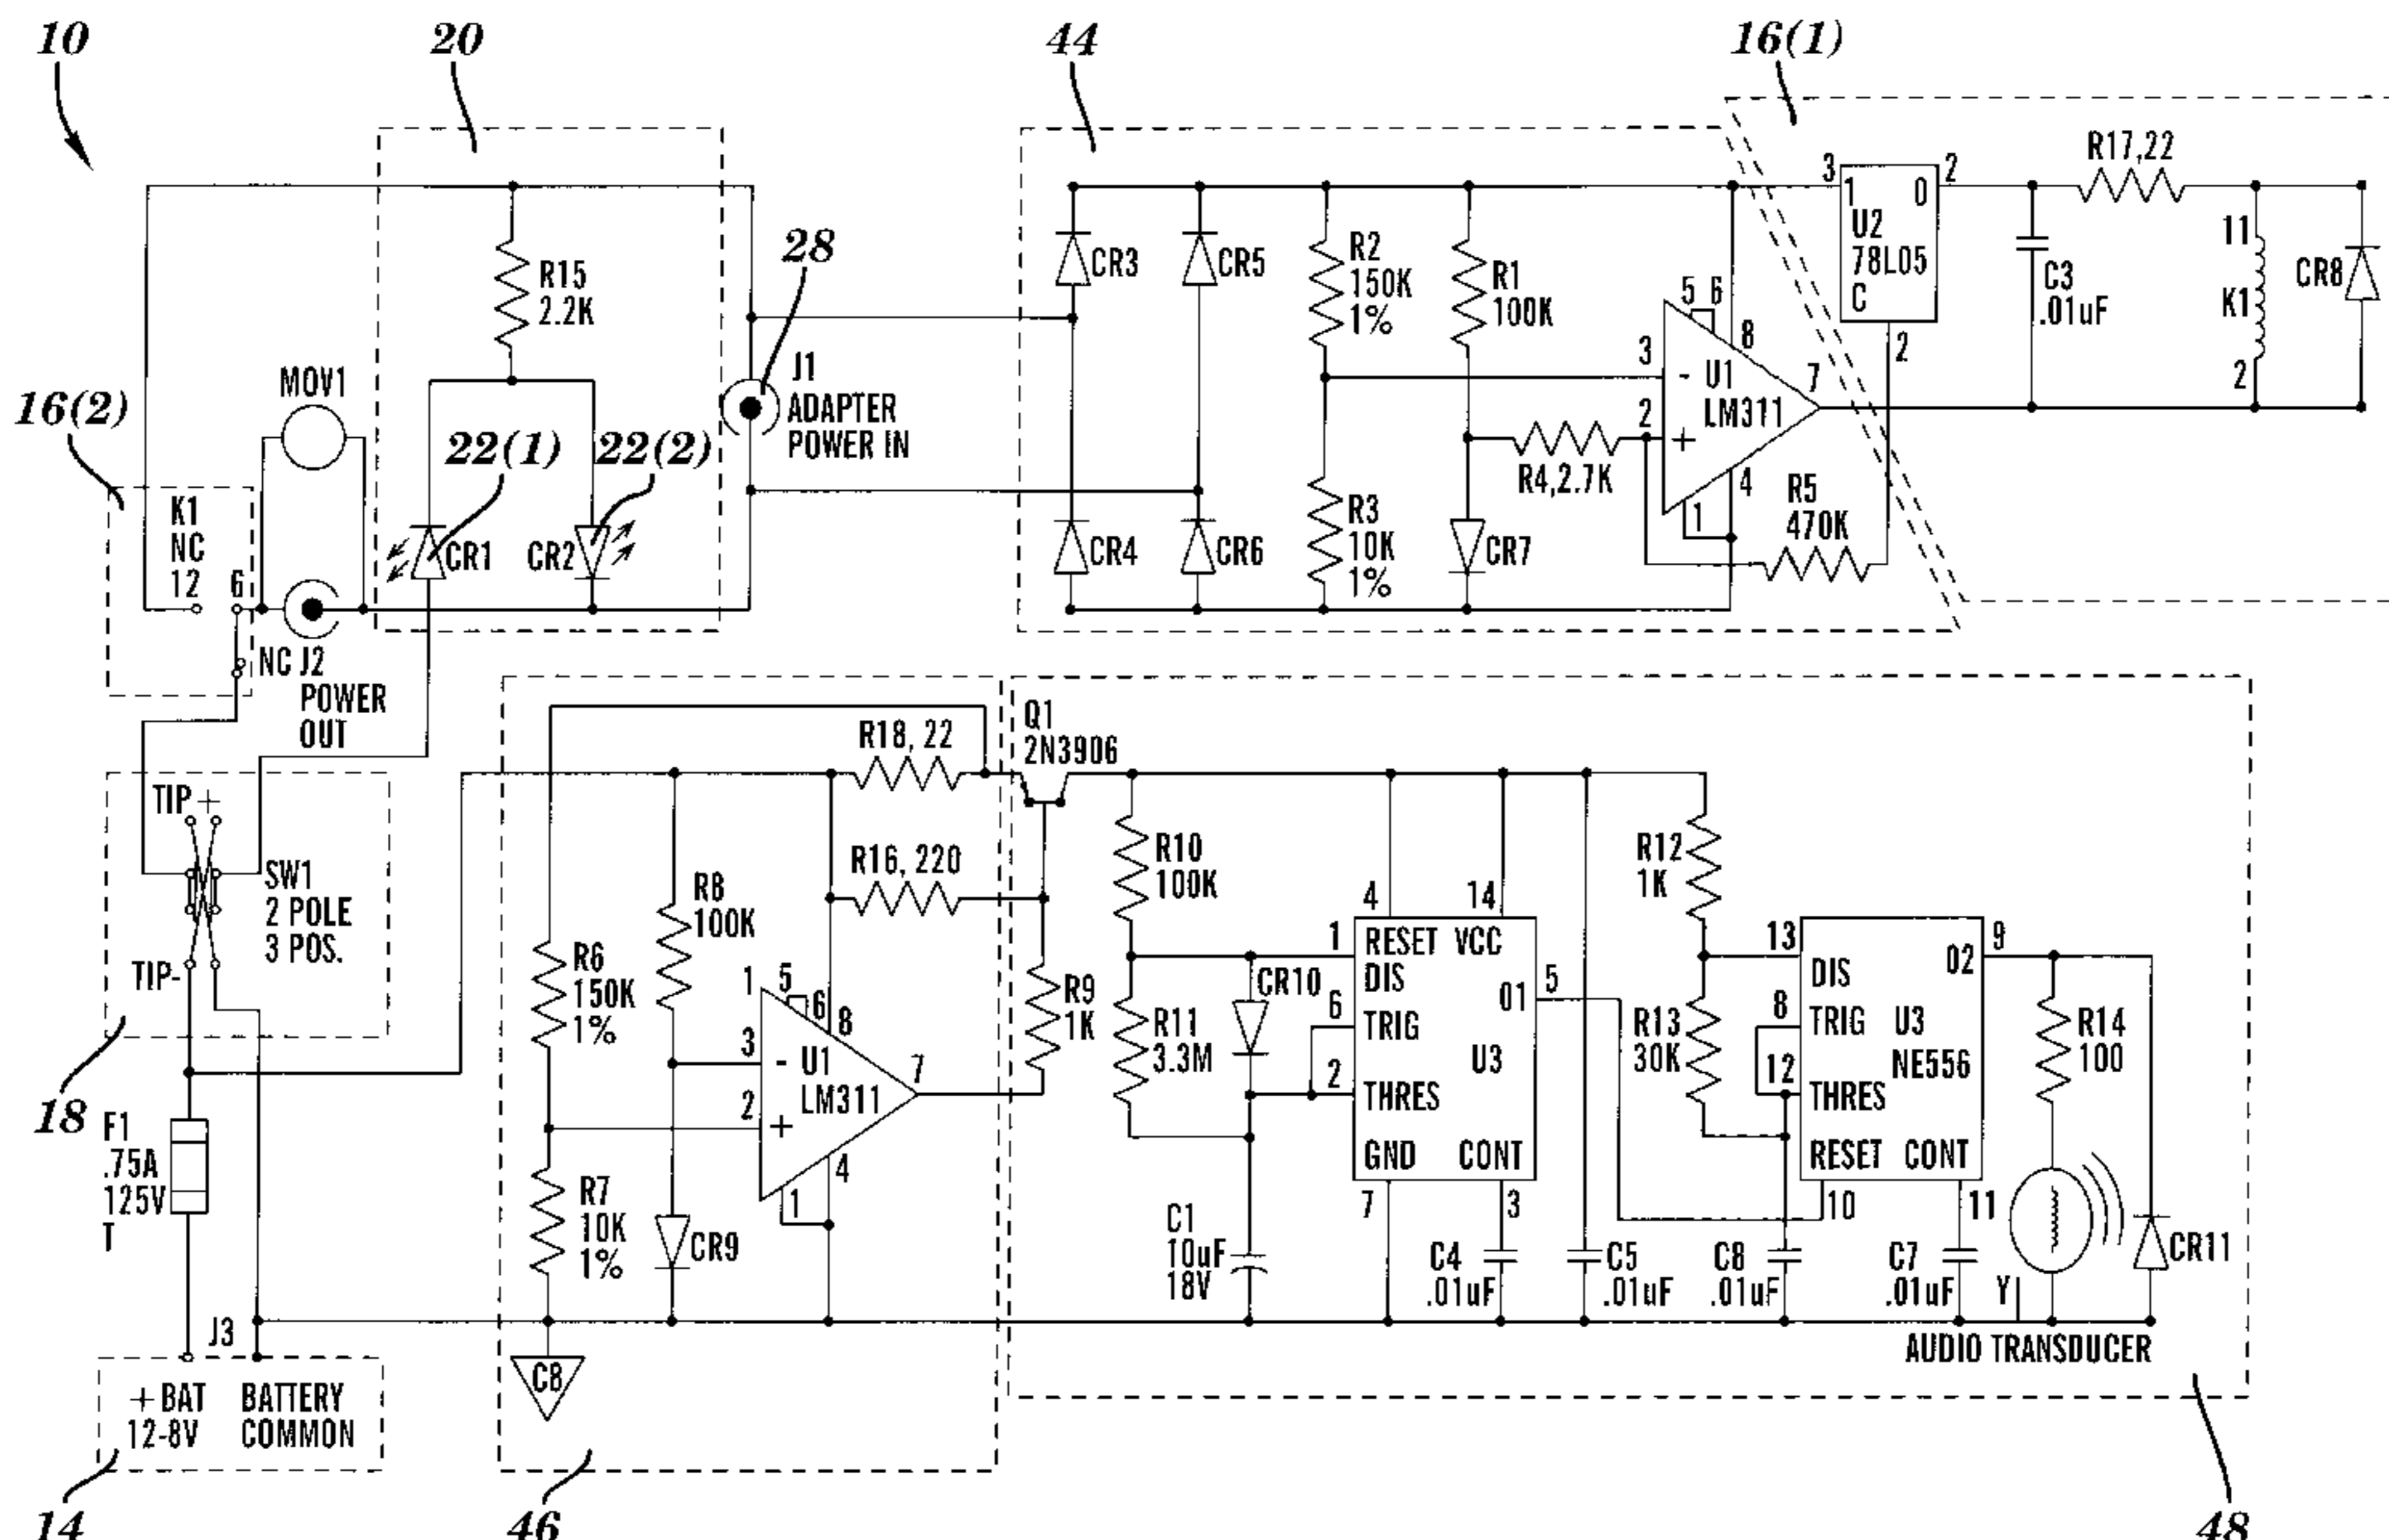 10
20
44
16(1)
R15
2.2K
28
J1
ADAPTER
POWER IN
MOV1
16(2)
22(1)
22(2)
K1
NC
12
6
CR1
CR2
NC J2
POWER
OUT
CR3
CR5
CR4
CR6
R2
150K
1%
R1
100K
R3
10K
1%
CR7
R4,2.7K
5 6
8
3
-
U1
LM311
2
+
7
4
1
R5
470K
3
1
0
2
U2
78L05
C
2
R17,22
C3
.01uF
11
K1
2
CR8
TIP +
SW1
2 POLE
3 POS.
TIP-
18
F1
.75A
125V
T
J3
+ BAT
12-8V
BATTERY
COMMON
14
R18, 22
R16, 220
R8
100K
R6
150K
1%
1
5
6
8
3
-
U1
LM311
2
+
7
4
1
R9
1K
R7
10K
1%
CR9
C8
46
Q1
2N3906
R10
100K
R11
3.3M
CR10
C1
10uF
18V
4
14
1
RESET VCC
DIS
6
TRIG
01
5
2
THRES
U3
GND CONT
7
3
C4
.01uF
C5
.01uF
R12
1K
R13
30K
13
DIS
02
9
8
TRIG
U3
NE556
12
THRES
RESET CONT
10
11
C8
.01uF
C7
.01uF
R14
100
Y1
CR11
AUDIO TRANSDUCER
48